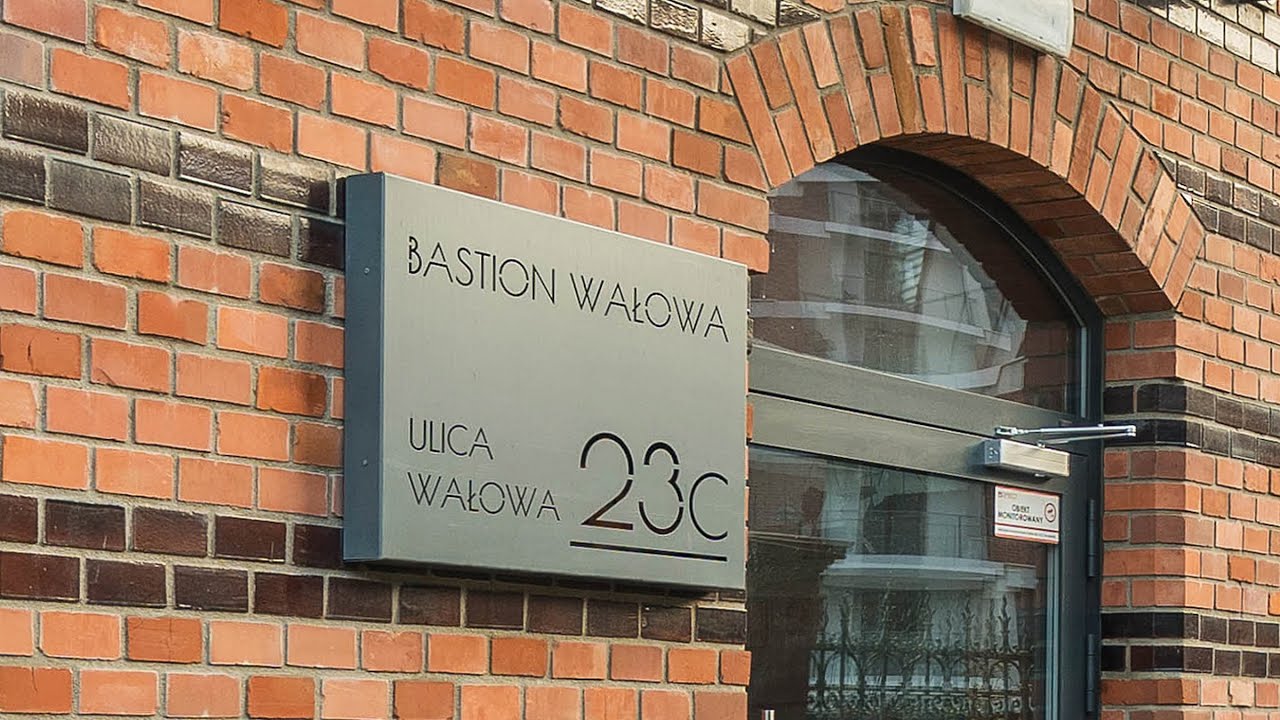 BASTION WAŁOWA
ULICA
WAŁOWA
23C
OBIEKT
MONITOROWANY